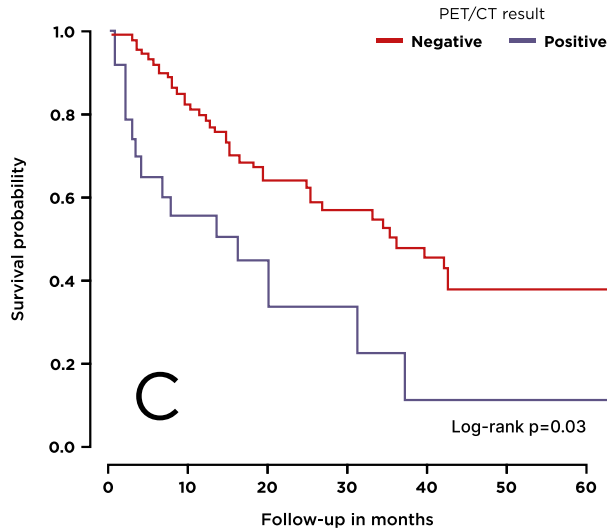 PET/CT result
Negative Positive
1.0
0.8
0.6
0.4
0.2
0.0
Survival probability
C
Log-rank p=0.03
0 10 20 30 40 50 60
Follow-up in months